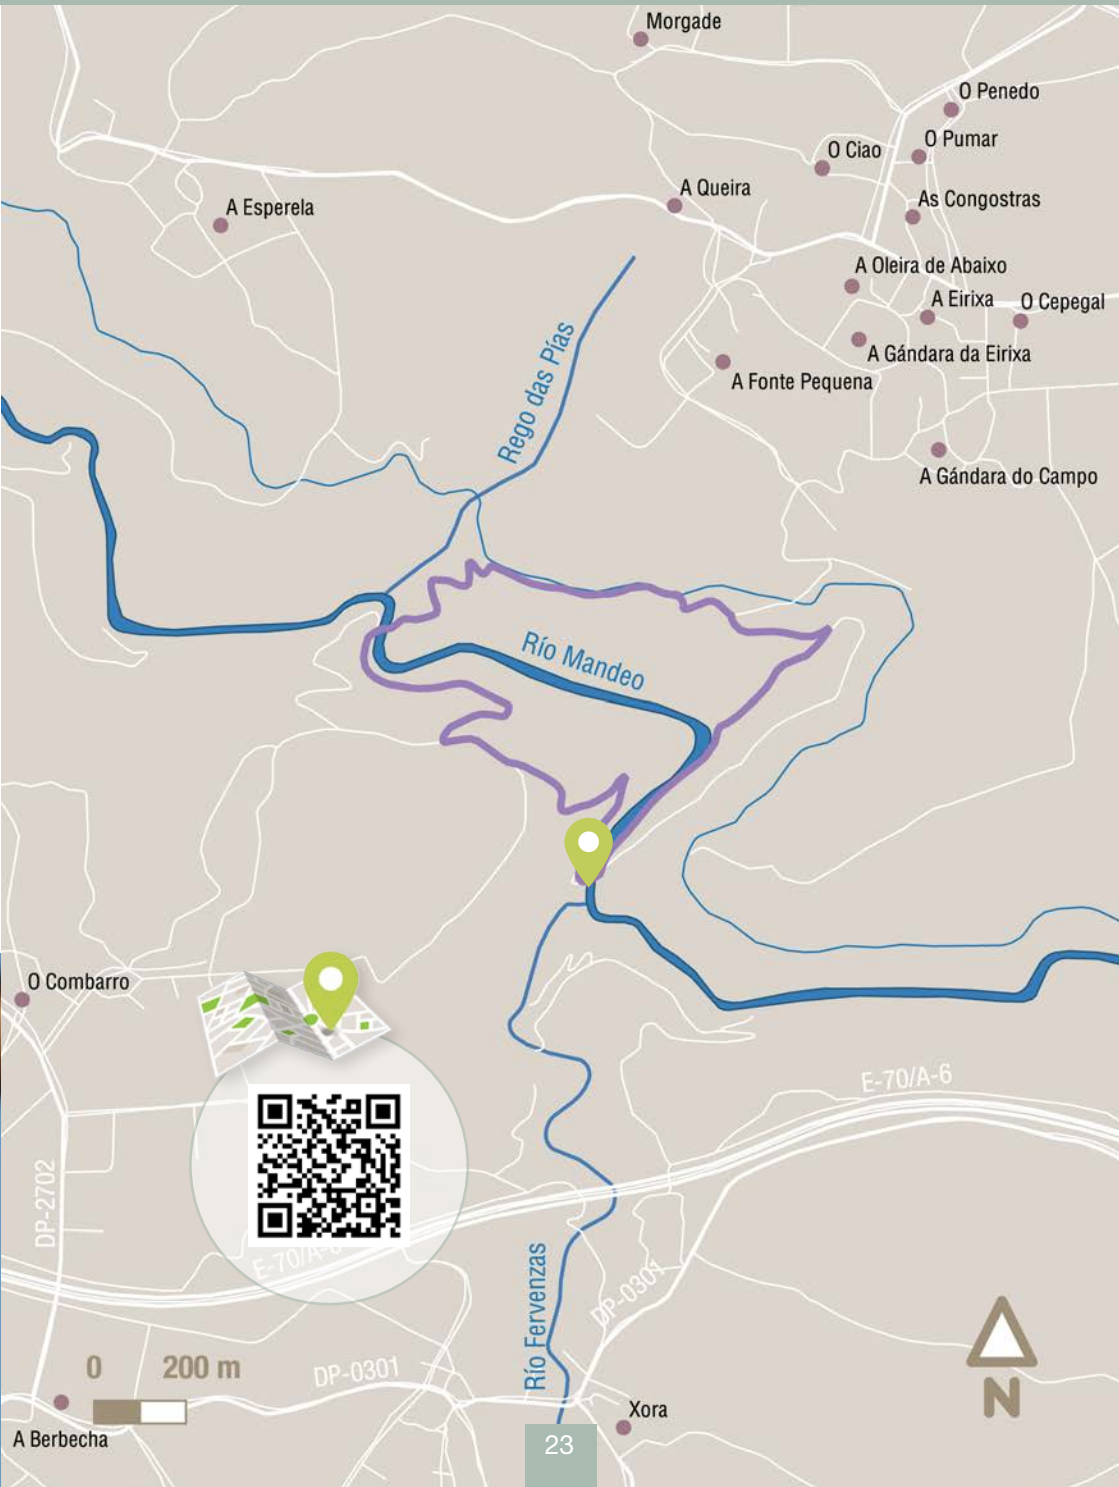 Morgade
O Penedo
O Pumar
O Ciao
A Queira
As Congostras
A Esperela
A Oleira de Abaixo
A Eirixa
O Cepegal
A Gándara da Eirixa
Rego das Pías
A Fonte Pequena
A Gándara do Campo
Río Mandeo
O Combarro
E-70/A-6
DP-2702
E-70/A-6
Río Fervenzas
DP-0301
0 200 m
DP-0301
N
Xora
A Berbecha
23